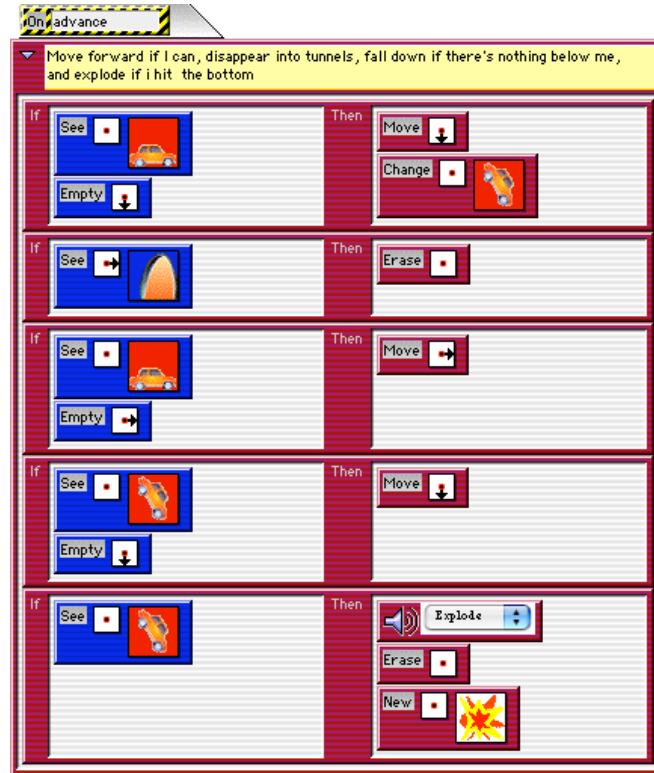 On advance
Move forward if I can, disappear into tunnels, fall down if there's nothing below me,
and explode if i hit the bottom
If
See
Empty
Then
Move
Change
If
See
Then
Erase
If
See
Empty
Then
Move
If
See
Empty
Then
Move
If
See
Then
Explode
Erase
New